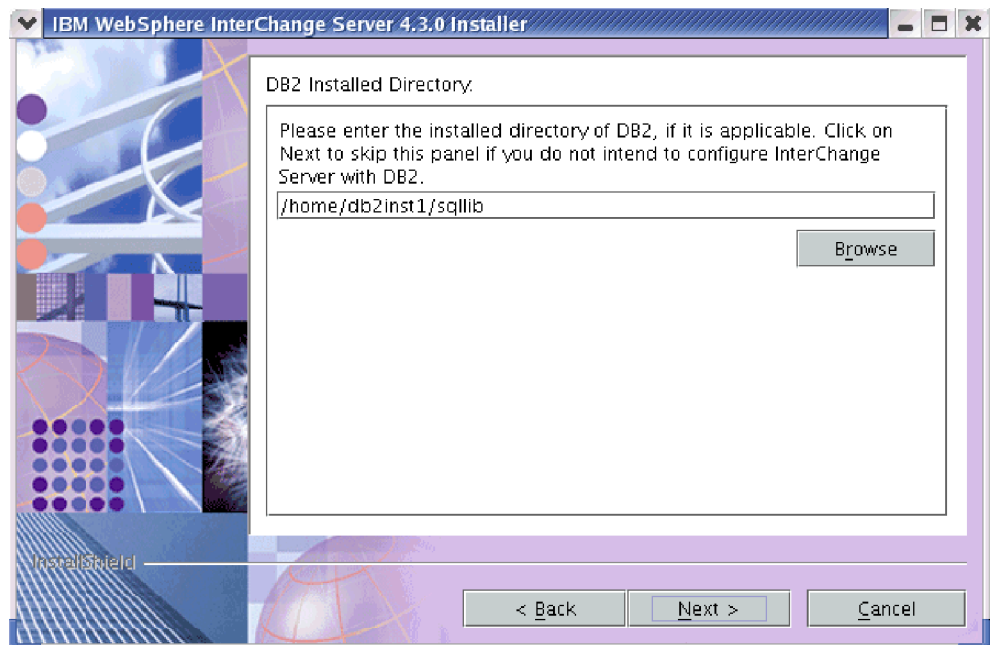 IBM WebSphere InterChange Server 4.3.0 Installer
DB2 Installed Directory:
Please enter the installed directory of DB2, if it is applicable. Click on
Next to skip this panel if you do not intend to configure InterChange
Server with DB2.
/home/db2inst1/sqllib
Browse
InstallShield
< Back
Next >
Cancel